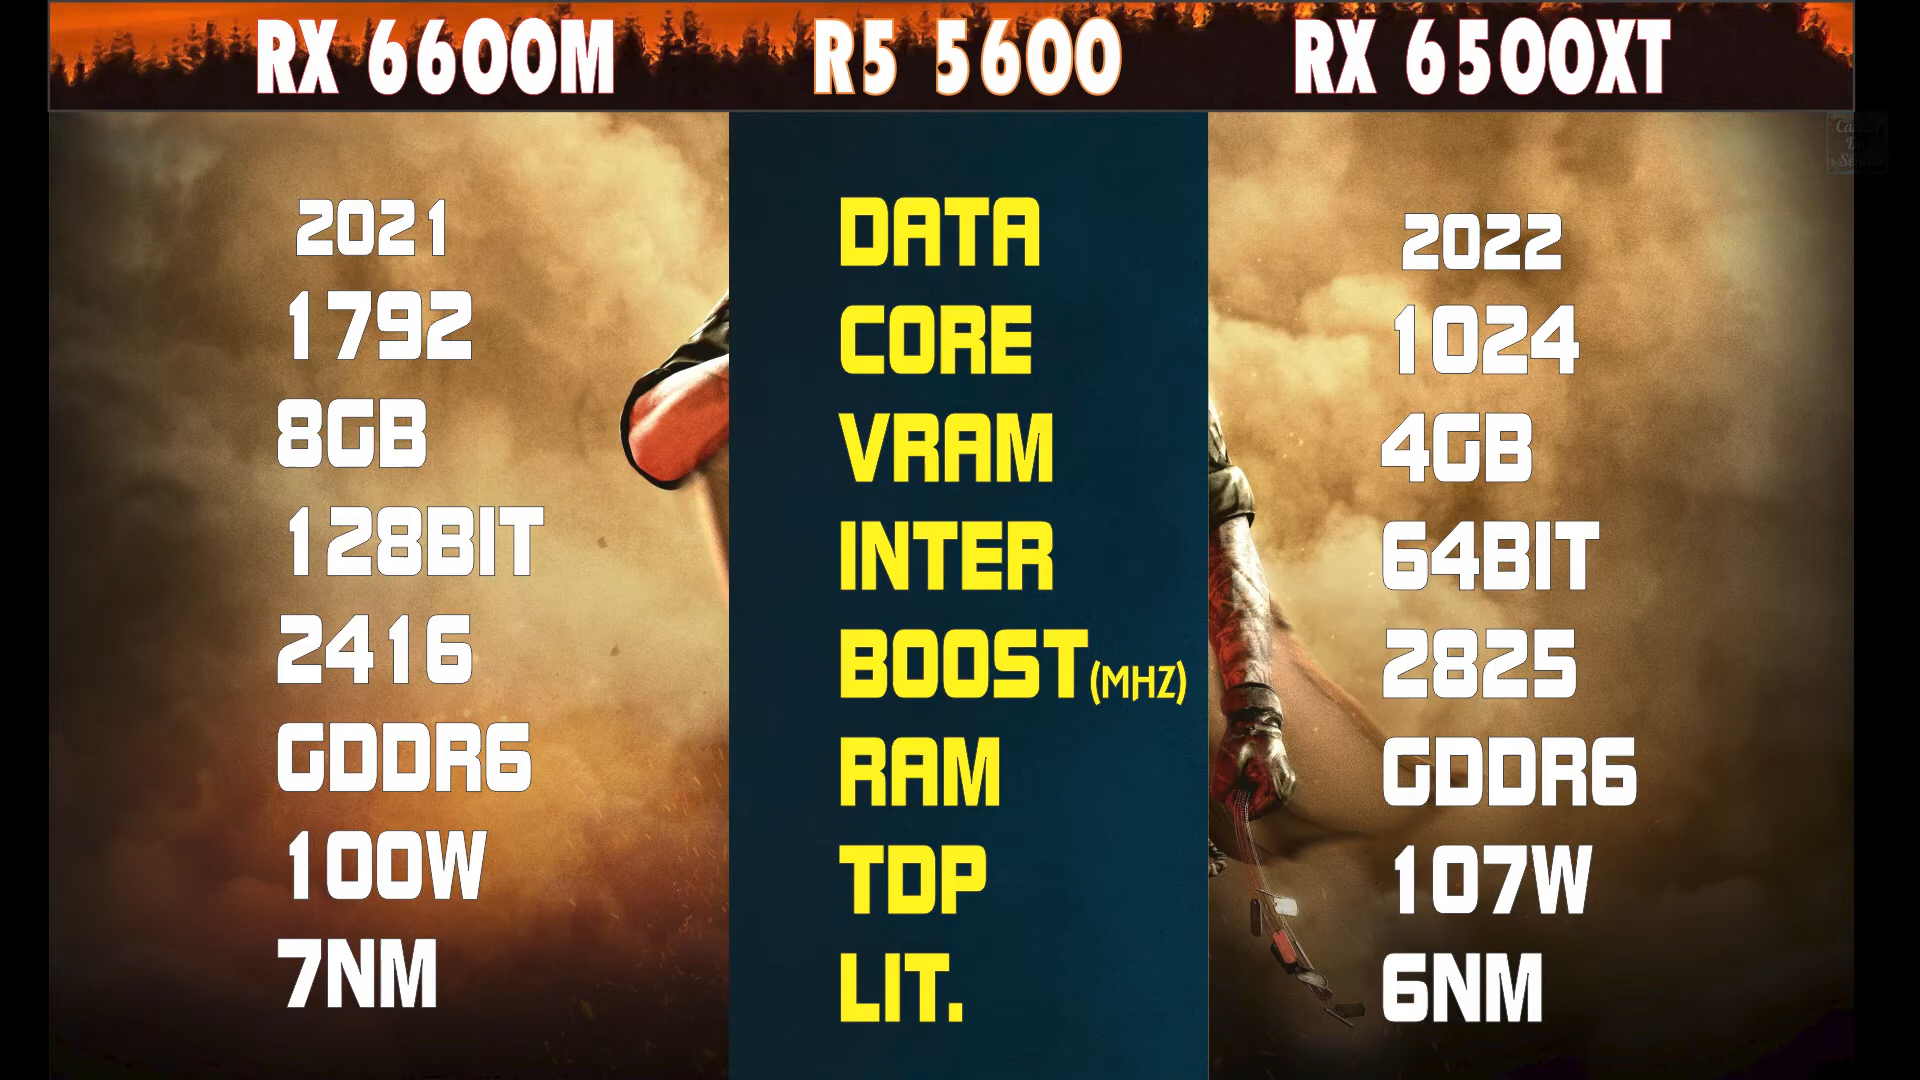 RX 6600M R5 5600 RX 6500XT
2021 DATA 2022
1792 CORE 1024
8GB VRAM 4GB
128BIT INTER 64BIT
2416 BOOST(MHZ) 2825
GDDR6 RAM GDDR6
100W TDP 107W
7NM LIT. 6NM